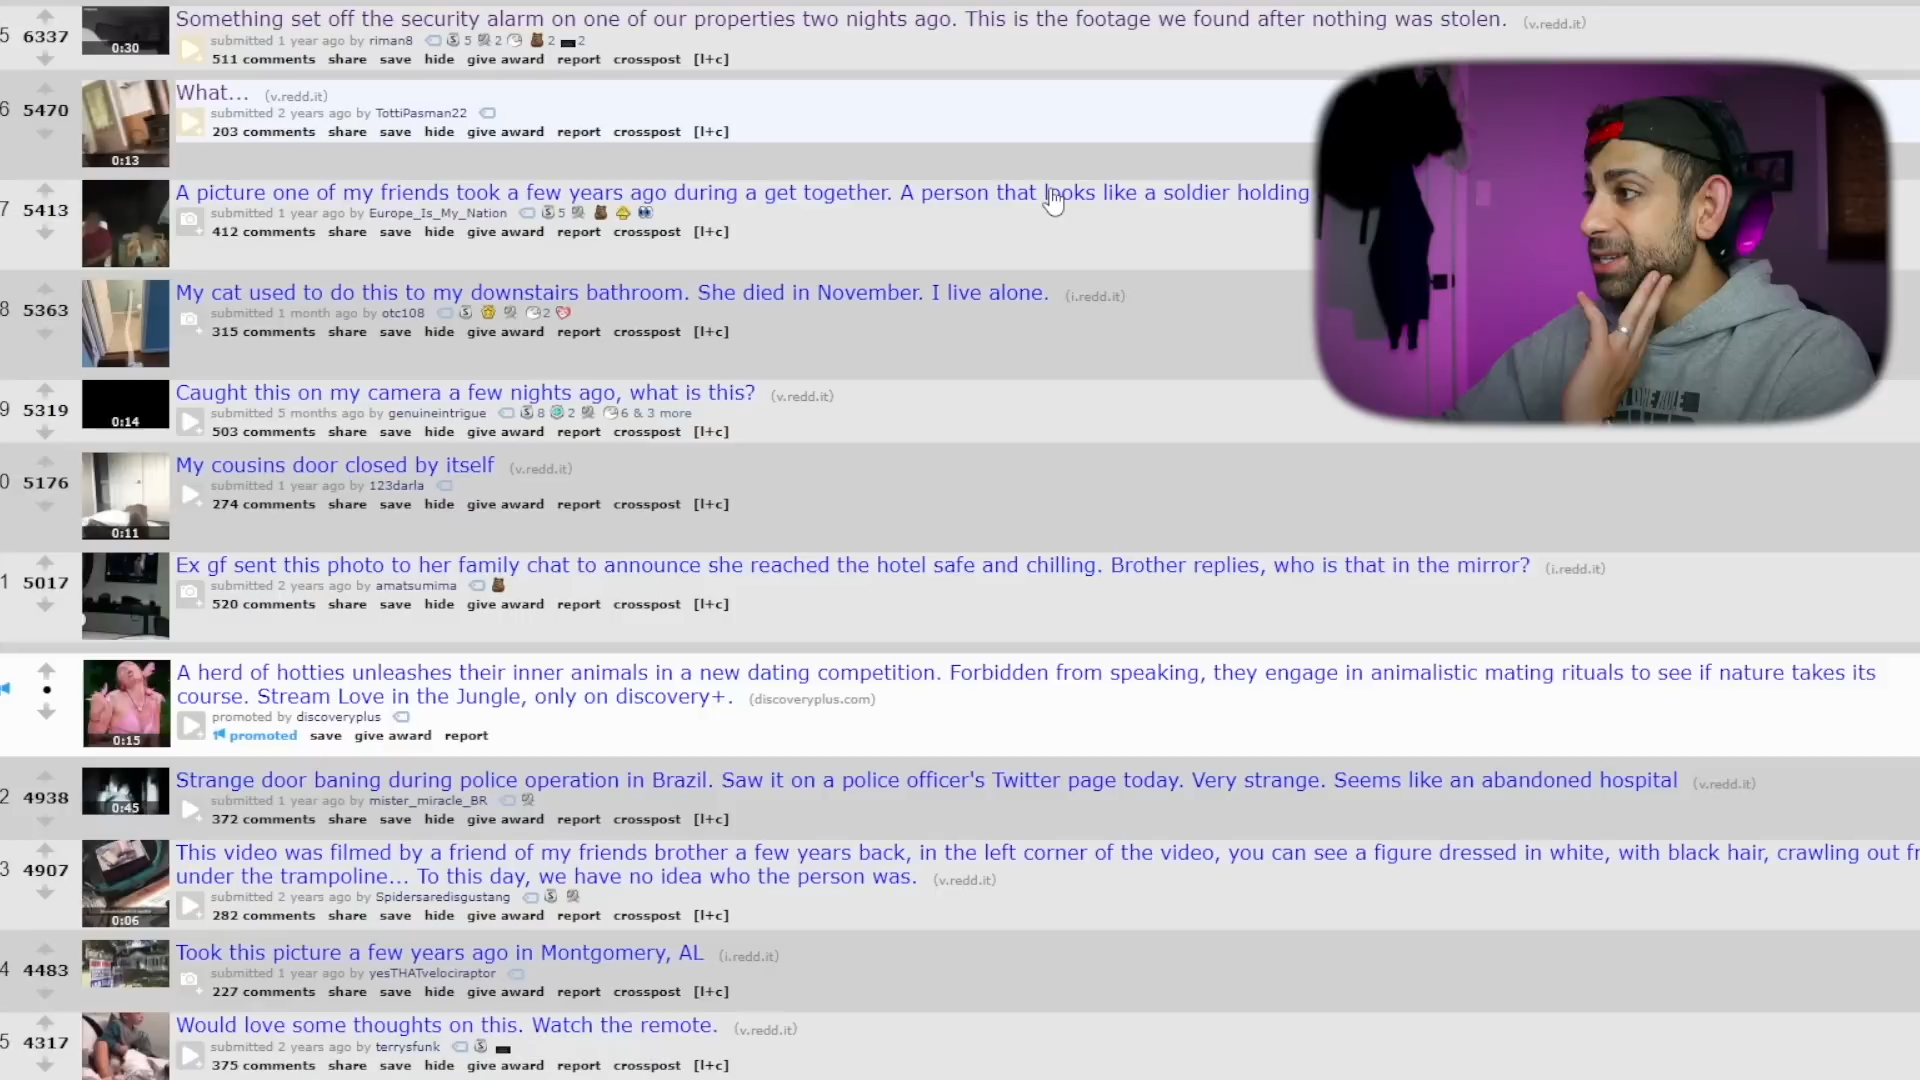 5 6337 0:30 Something set off the security alarm on one of our properties two nights ago. This is the footage we found after nothing was stolen. (v.redd.it)
submitted 1 year ago by riman8 5 2 2 2
511 comments share save hide give award report crosspost [l+c]
6 5470 0:13 What... (v.redd.it)
submitted 2 years ago by TottiPasman22
203 comments share save hide give award report crosspost [l+c]
7 5413 A picture one of my friends took a few years ago during a get together. A person that looks like a soldier holding
submitted 1 year ago by Europe_Is_My_Nation 5
412 comments share save hide give award report crosspost [l+c]
8 5363 My cat used to do this to my downstairs bathroom. She died in November. I live alone. (i.redd.it)
submitted 1 month ago by otc108 2
315 comments share save hide give award report crosspost [l+c]
9 5319 0:14 Caught this on my camera a few nights ago, what is this? (v.redd.it)
submitted 5 months ago by genuineintrigue 8 2 6 & 3 more
503 comments share save hide give award report crosspost [l+c]
0 5176 0:11 My cousins door closed by itself (v.redd.it)
submitted 1 year ago by 123darla
274 comments share save hide give award report crosspost [l+c]
1 5017 Ex gf sent this photo to her family chat to announce she reached the hotel safe and chilling. Brother replies, who is that in the mirror? (i.redd.it)
submitted 2 years ago by amatsumima
520 comments share save hide give award report crosspost [l+c]
0:15 A herd of hotties unleashes their inner animals in a new dating competition. Forbidden from speaking, they engage in animalistic mating rituals to see if nature takes its
course. Stream Love in the Jungle, only on discovery+. (discoveryplus.com)
promoted by discoveryplus
promoted save give award report
2 4938 0:45 Strange door baning during police operation in Brazil. Saw it on a police officer's Twitter page today. Very strange. Seems like an abandoned hospital (v.redd.it)
submitted 1 year ago by mister_miracle_BR
372 comments share save hide give award report crosspost [l+c]
3 4907 0:06 This video was filmed by a friend of my friends brother a few years back, in the left corner of the video, you can see a figure dressed in white, with black hair, crawling out fr
under the trampoline... To this day, we have no idea who the person was. (v.redd.it)
submitted 2 years ago by Spidersaredisgustang
282 comments share save hide give award report crosspost [l+c]
4 4483 Took this picture a few years ago in Montgomery, AL (i.redd.it)
submitted 1 year ago by yesTHATvelociraptor
227 comments share save hide give award report crosspost [l+c]
5 4317 Would love some thoughts on this. Watch the remote. (v.redd.it)
submitted 2 years ago by terrysfunk
375 comments share save hide give award report crosspost [l+c]